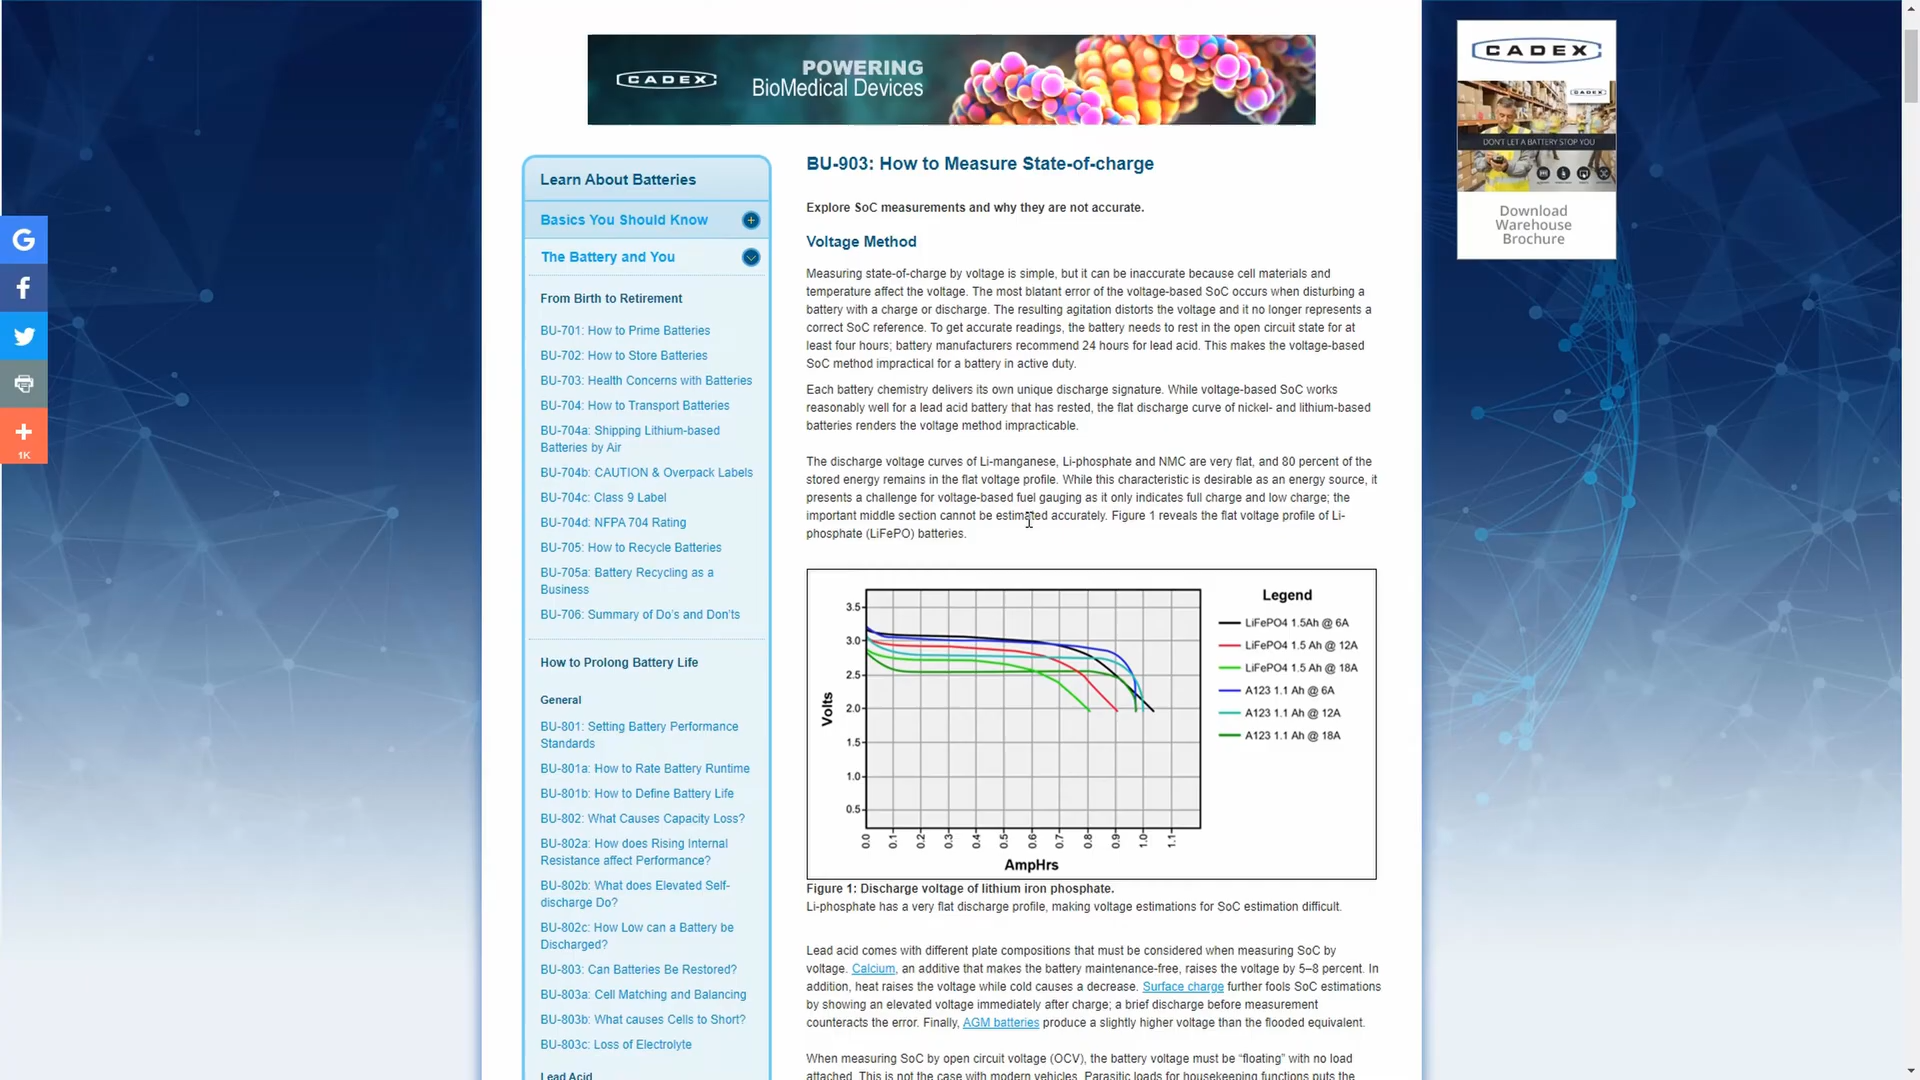 CADEX
POWERING
BioMedical Devices
CADEX
CADEX
DON'T LET A BATTERY STOP YOU
Download
Warehouse
Brochure
1K
Learn About Batteries
Basics You Should Know
The Battery and You
From Birth to Retirement
BU-701: How to Prime Batteries
BU-702: How to Store Batteries
BU-703: Health Concerns with Batteries
BU-704: How to Transport Batteries
BU-704a: Shipping Lithium-based
Batteries by Air
BU-704b: CAUTION & Overpack Labels
BU-704c: Class 9 Label
BU-704d: NFPA 704 Rating
BU-705: How to Recycle Batteries
BU-705a: Battery Recycling as a
Business
BU-706: Summary of Do's and Don'ts
How to Prolong Battery Life
General
BU-801: Setting Battery Performance
Standards
BU-801a: How to Rate Battery Runtime
BU-801b: How to Define Battery Life
BU-802: What Causes Capacity Loss?
BU-802a: How does Rising Internal
Resistance affect Performance?
BU-802b: What does Elevated Self-
discharge Do?
BU-802c: How Low can a Battery be
Discharged?
BU-803: Can Batteries Be Restored?
BU-803a: Cell Matching and Balancing
BU-803b: What causes Cells to Short?
BU-803c: Loss of Electrolyte
Lead Acid
BU-903: How to Measure State-of-charge
Explore SoC measurements and why they are not accurate.
Voltage Method
Measuring state-of-charge by voltage is simple, but it can be inaccurate because cell materials and
temperature affect the voltage. The most blatant error of the voltage-based SoC occurs when disturbing a
battery with a charge or discharge. The resulting agitation distorts the voltage and it no longer represents a
correct SoC reference. To get accurate readings, the battery needs to rest in the open circuit state for at
least four hours; battery manufacturers recommend 24 hours for lead acid. This makes the voltage-based
SoC method impractical for a battery in active duty.
Each battery chemistry delivers its own unique discharge signature. While voltage-based SoC works
reasonably well for a lead acid battery that has rested, the flat discharge curve of nickel- and lithium-based
batteries renders the voltage method impracticable.
The discharge voltage curves of Li-manganese, Li-phosphate and NMC are very flat, and 80 percent of the
stored energy remains in the flat voltage profile. While this characteristic is desirable as an energy source, it
presents a challenge for voltage-based fuel gauging as it only indicates full charge and low charge; the
important middle section cannot be estimated accurately. Figure 1 reveals the flat voltage profile of Li-
phosphate (LiFePO) batteries.
Volts
3.5
3.0
2.5
2.0
1.5
1.0
0.5
0.0 0.1 0.2 0.3 0.4 0.5 0.6 0.7 0.8 0.9 1.0 1.1
AmpHrs
Legend
LiFePO4 1.5Ah @ 6A
LiFePO4 1.5 Ah @ 12A
LiFePO4 1.5 Ah @ 18A
A123 1.1 Ah @ 6A
A123 1.1 Ah @ 12A
A123 1.1 Ah @ 18A
Figure 1: Discharge voltage of lithium iron phosphate.
Li-phosphate has a very flat discharge profile, making voltage estimations for SoC estimation difficult.
Lead acid comes with different plate compositions that must be considered when measuring SoC by
voltage. Calcium, an additive that makes the battery maintenance-free, raises the voltage by 5–8 percent. In
addition, heat raises the voltage while cold causes a decrease. Surface charge further fools SoC estimations
by showing an elevated voltage immediately after charge; a brief discharge before measurement
counteracts the error. Finally, AGM batteries produce a slightly higher voltage than the flooded equivalent.
When measuring SoC by open circuit voltage (OCV), the battery voltage must be “floating” with no load
attached. This is not the case with modern vehicles. Parasitic loads for housekeeping functions puts the